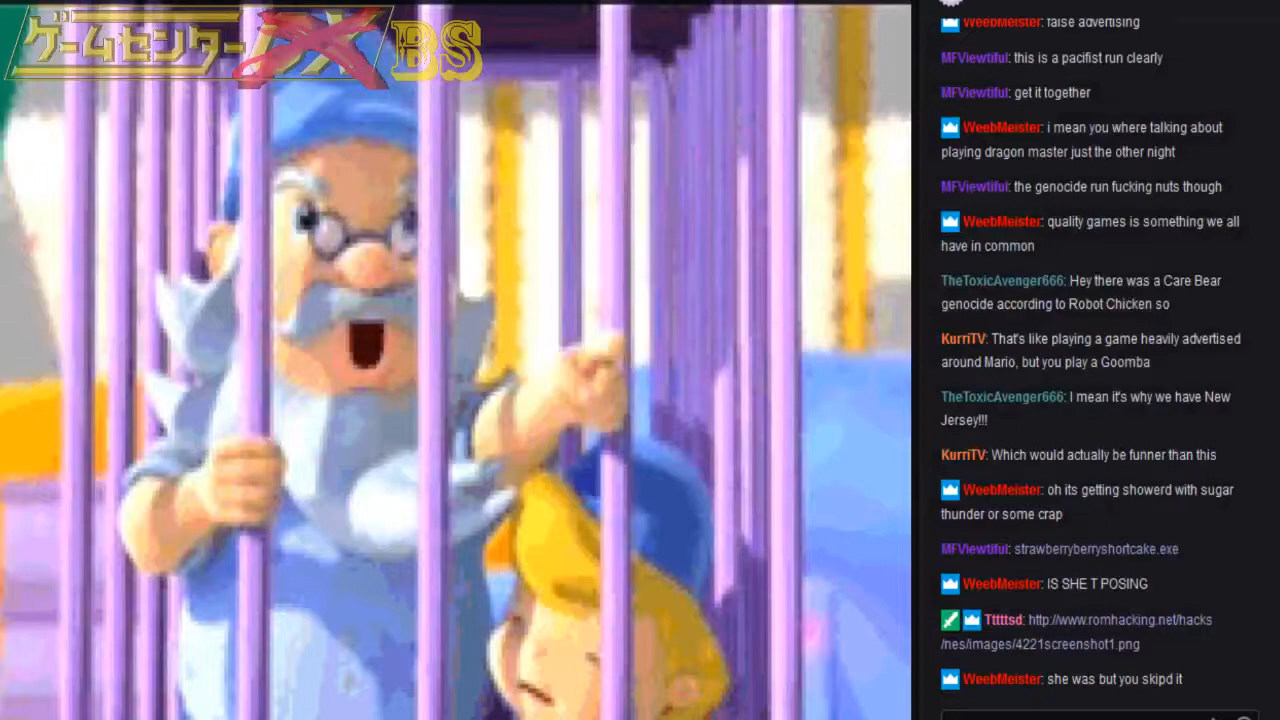 ゲームセンターDX BS
WeebMeister: false advertising
MFViewtiful: this is a pacifist run clearly
MFViewtiful: get it together
WeebMeister: i mean you where talking about
playing dragon master just the other night
MFViewtiful: the genocide run fucking nuts though
WeebMeister: quality games is something we all
have in common
TheToxicAvenger666: Hey there was a Care Bear
genocide according to Robot Chicken so
KurriTV: That's like playing a game heavily advertised
around Mario, but you play a Goomba
TheToxicAvenger666: I mean it's why we have New
Jersey!!!
KurriTV: Which would actually be funner than this
WeebMeister: oh its getting showerd with sugar
thunder or some crap
MFViewtiful: strawberryberryshortcake.exe
WeebMeister: IS SHE T POSING
Tttttsd: http://www.romhacking.net/hacks
/nes/images/4221screenshot1.png
WeebMeister: she was but you skipd it